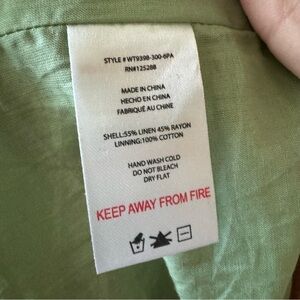 STYLE # WT9398-300-6PA
RN#125288
MADE IN CHINA
HECHO EN CHINA
FABRIQUÉ AU CHINE
SHELL:55% LINEN 45% RAYON
LINNING:100% COTTON
HAND WASH COLD
DO NOT BLEACH
DRY FLAT
KEEP AWAY FROM FIRE